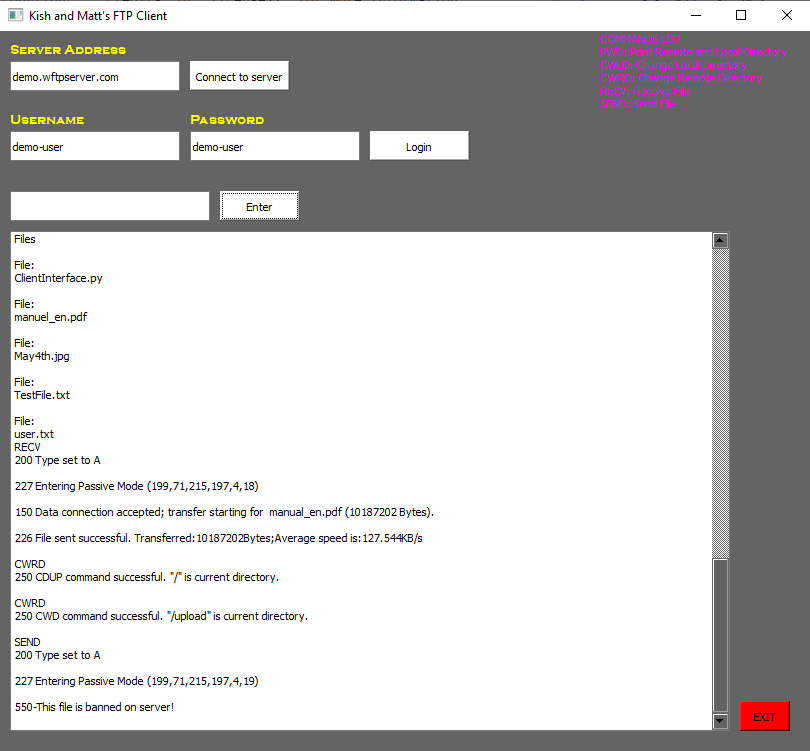 Kish and Matt's FTP Client
Server Address
demo.wftpserver.com
Connect to server
COMMANDS LIST
PWD: Print Remote and Local Directory
CWLD: Change Local Directory
CWRD: Change Remote Directory
RECV: Receive File
SEND: Send File
Username
Password
demo-user
demo-user
Login
Enter
Files
File:
ClientInterface.py
File:
manuel_en.pdf
File:
May4th.jpg
File:
TestFile.txt
File:
user.txt
RECV
200 Type set to A
227 Entering Passive Mode (199,71,215,197,4,18)
150 Data connection accepted; transfer starting for  manual_en.pdf (10187202 Bytes).
226 File sent successful. Transferred:10187202Bytes;Average speed is:127.544KB/s
CWRD
250 CDUP command successful. "/" is current directory.
CWRD
250 CWD command successful. "/upload" is current directory.
SEND
200 Type set to A
227 Entering Passive Mode (199,71,215,197,4,19)
550-This file is banned on server!
EXIT